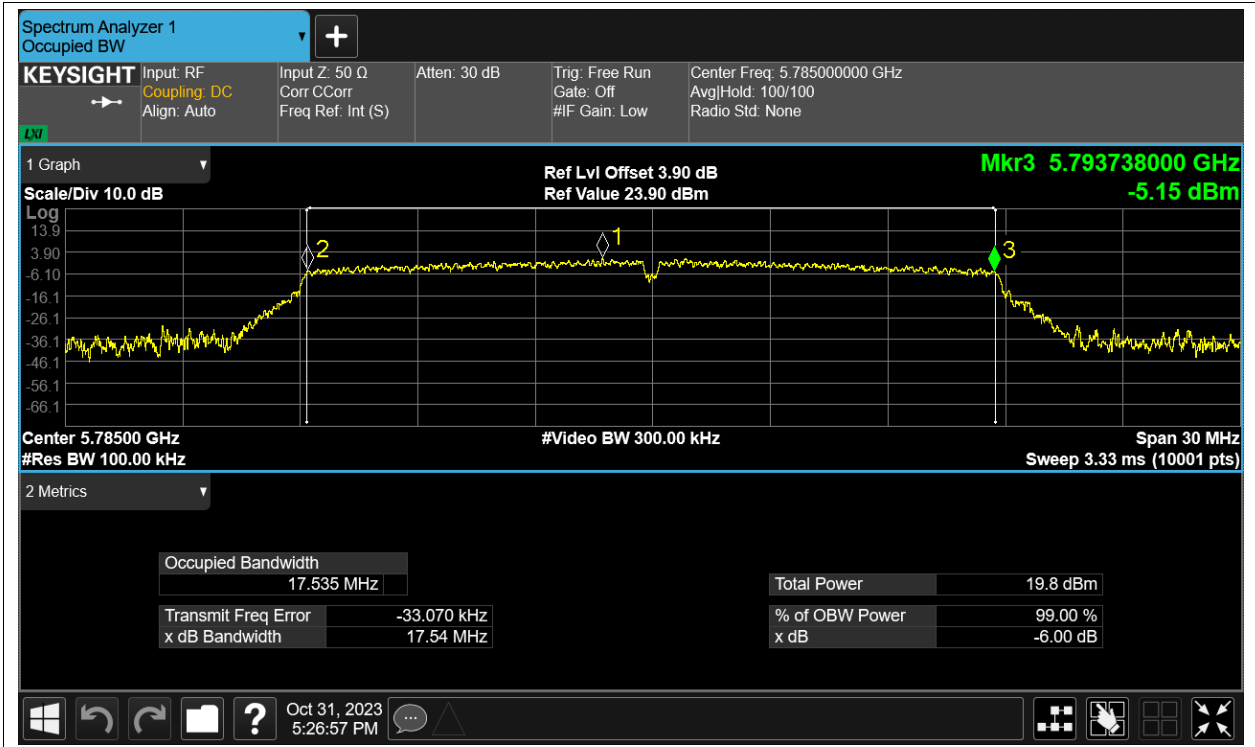 Spectrum Analyzer 1
Occupied BW
KEYSIGHT
LXI
Input: RF
Coupling: DC
Align: Auto
Input Z: 50 Ω
Corr CCorr
Freq Ref: Int (S)
Atten: 30 dB
Trig: Free Run
Gate: Off
#IF Gain: Low
Center Freq: 5.785000000 GHz
Avg|Hold: 100/100
Radio Std: None
1 Graph
Scale/Div 10.0 dB
Ref Lvl Offset 3.90 dB
Ref Value 23.90 dBm
Mkr3 5.793738000 GHz
-5.15 dBm
Log
13.9
3.90
-6.10
-16.1
-26.1
-36.1
-46.1
-56.1
-66.1
2
1
3
Center 5.78500 GHz
#Res BW 100.00 kHz
#Video BW 300.00 kHz
Span 30 MHz
Sweep 3.33 ms (10001 pts)
2 Metrics
Occupied Bandwidth
17.535 MHz
Transmit Freq Error -33.070 kHz
x dB Bandwidth 17.54 MHz
Total Power 19.8 dBm
% of OBW Power 99.00 %
x dB -6.00 dB
?
Oct 31, 2023
5:26:57 PM